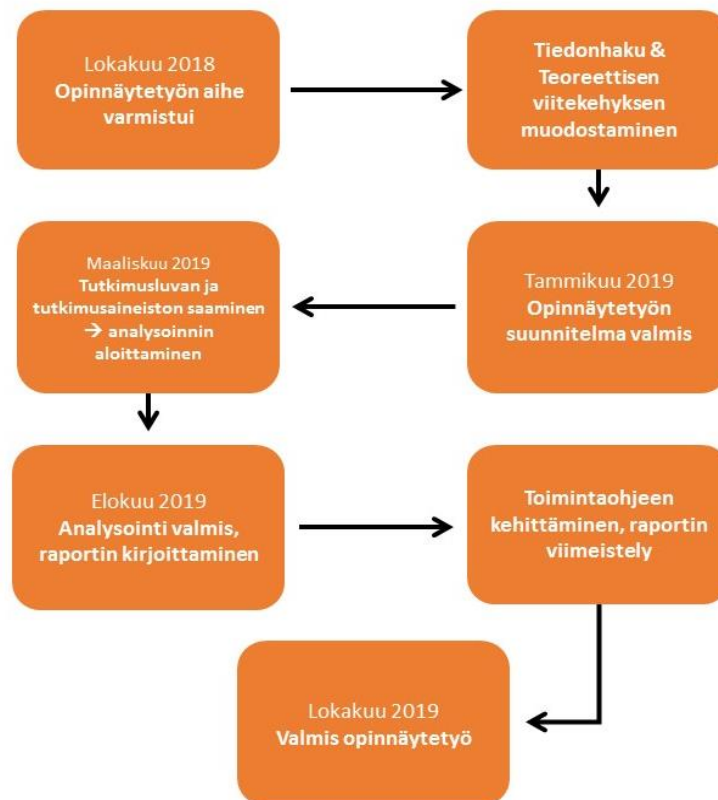 Lokakuu 2018
Opinnäytetyön aihe
varmistui
Tiedonhaku &
Teoreettisen
viitekehyksen
muodostaminen
Tammikuu 2019
Opinnäytetyön
suunnitelma valmis
Maaliskuu 2019
Tutkimusluvan ja
tutkimusaineiston saaminen
→ analysoinnin
aloittaminen
Elokuu 2019
Analysointi valmis,
raportin kirjoittaminen
Toimintaohjeen
kehittäminen, raportin
viimeistely
Lokakuu 2019
Valmis opinnäytetyö